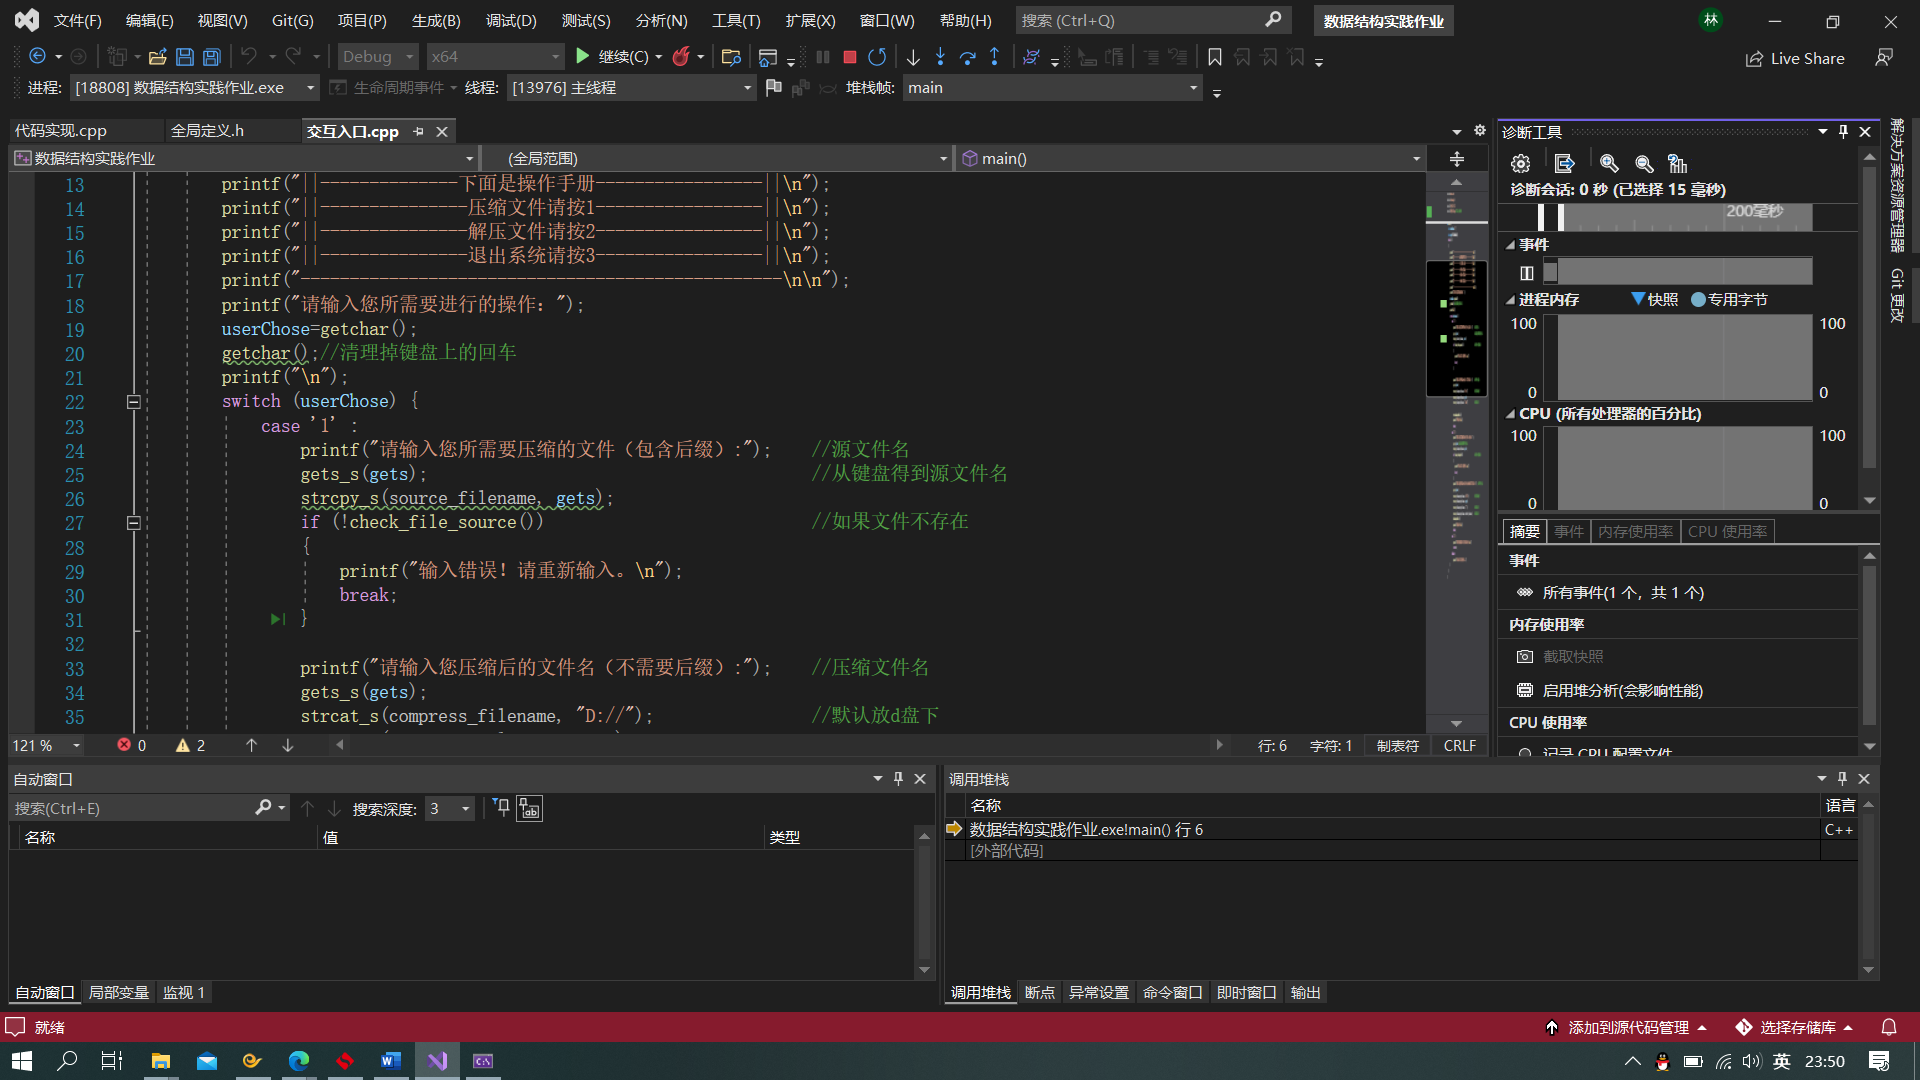 文件(F) 编辑(E) 视图(V) Git(G) 项目(P) 生成(B) 调试(D) 测试(S) 分析(N) 工具(T) 扩展(X) 窗口(W) 帮助(H) 搜索 (Ctrl+Q) 数据结构实践作业 林
Debug x64 继续(C) Live Share
进程: [18808] 数据结构实践作业.exe 生命周期事件 线程: [13976] 主线程 堆栈帧: main
代码实现.cpp 全局定义.h 交互入口.cpp
数据结构实践作业 (全局范围) main()
13 printf("||--------------下面是操作手册-----------------||\n");
14 printf("||---------------压缩文件请按1-----------------||\n");
15 printf("||---------------解压文件请按2-----------------||\n");
16 printf("||---------------退出系统请按3-----------------||\n");
17 printf("-------------------------------------------------\n\n");
18 printf("请输入您所需要进行的操作：");
19 userChose=getchar();
20 getchar();//清理掉键盘上的回车
21 printf("\n");
22 switch (userChose) {
23 case '1' :
24 printf("请输入您所需要压缩的文件（包含后缀）:"); //源文件名
25 gets_s(gets); //从键盘得到源文件名
26 strcpy_s(source_filename, gets);
27 if (!check_file_source()) //如果文件不存在
28 {
29 printf("输入错误！请重新输入。\n");
30 break;
31 }
32
33 printf("请输入您压缩后的文件名（不需要后缀）:"); //压缩文件名
34 gets_s(gets);
35 strcat_s(compress_filename, "D://"); //默认放d盘下
121 % 0 2 行: 6 字符: 1 制表符 CRLF
诊断工具
诊断会话: 0 秒 (已选择 15 毫秒)
200毫秒
事件
进程内存 快照 专用字节
100 100
0 0
CPU (所有处理器的百分比)
100 100
0 0
摘要 事件 内存使用率 CPU 使用率
事件
所有事件(1 个，共 1 个)
内存使用率
截取快照
启用堆分析(会影响性能)
CPU 使用率
记录 CPU 配置文件
解决方案资源管理器
Git 更改
自动窗口
搜索(Ctrl+E) 搜索深度: 3
名称 值 类型
自动窗口 局部变量 监视 1
调用堆栈
名称 语言
数据结构实践作业.exe!main() 行 6 C++
[外部代码]
调用堆栈 断点 异常设置 命令窗口 即时窗口 输出
就绪 添加到源代码管理 选择存储库
英 23:50